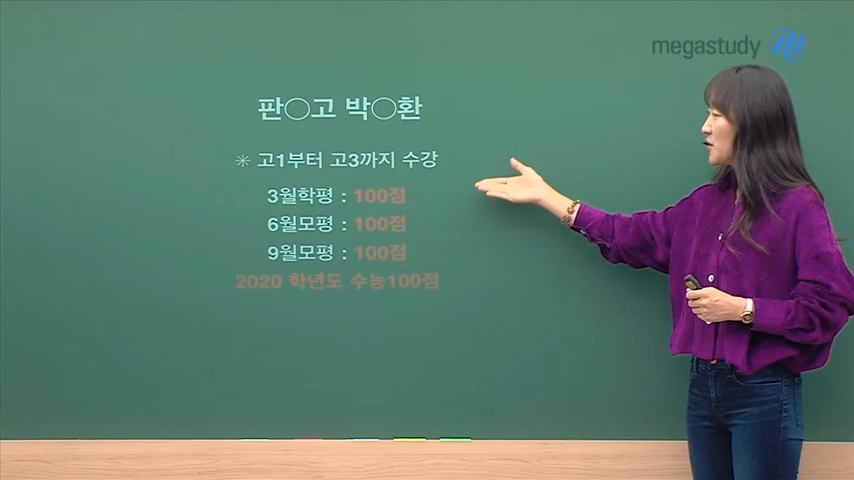 megastudy
판○고 박○환
✳ 고1부터 고3까지 수강
3월학평 : 100점
6월모평 : 100점
9월모평 : 100점
2020 학년도 수능100점